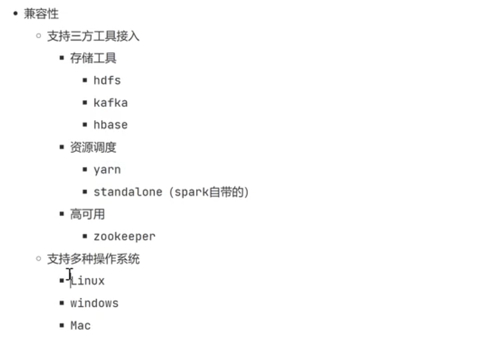 兼容性
支持三方工具接入
存储工具
hdfs
kafka
hbase
资源调度
yarn
standalone（spark自带的）
高可用
zookeeper
支持多种操作系统
Linux
windows
Mac